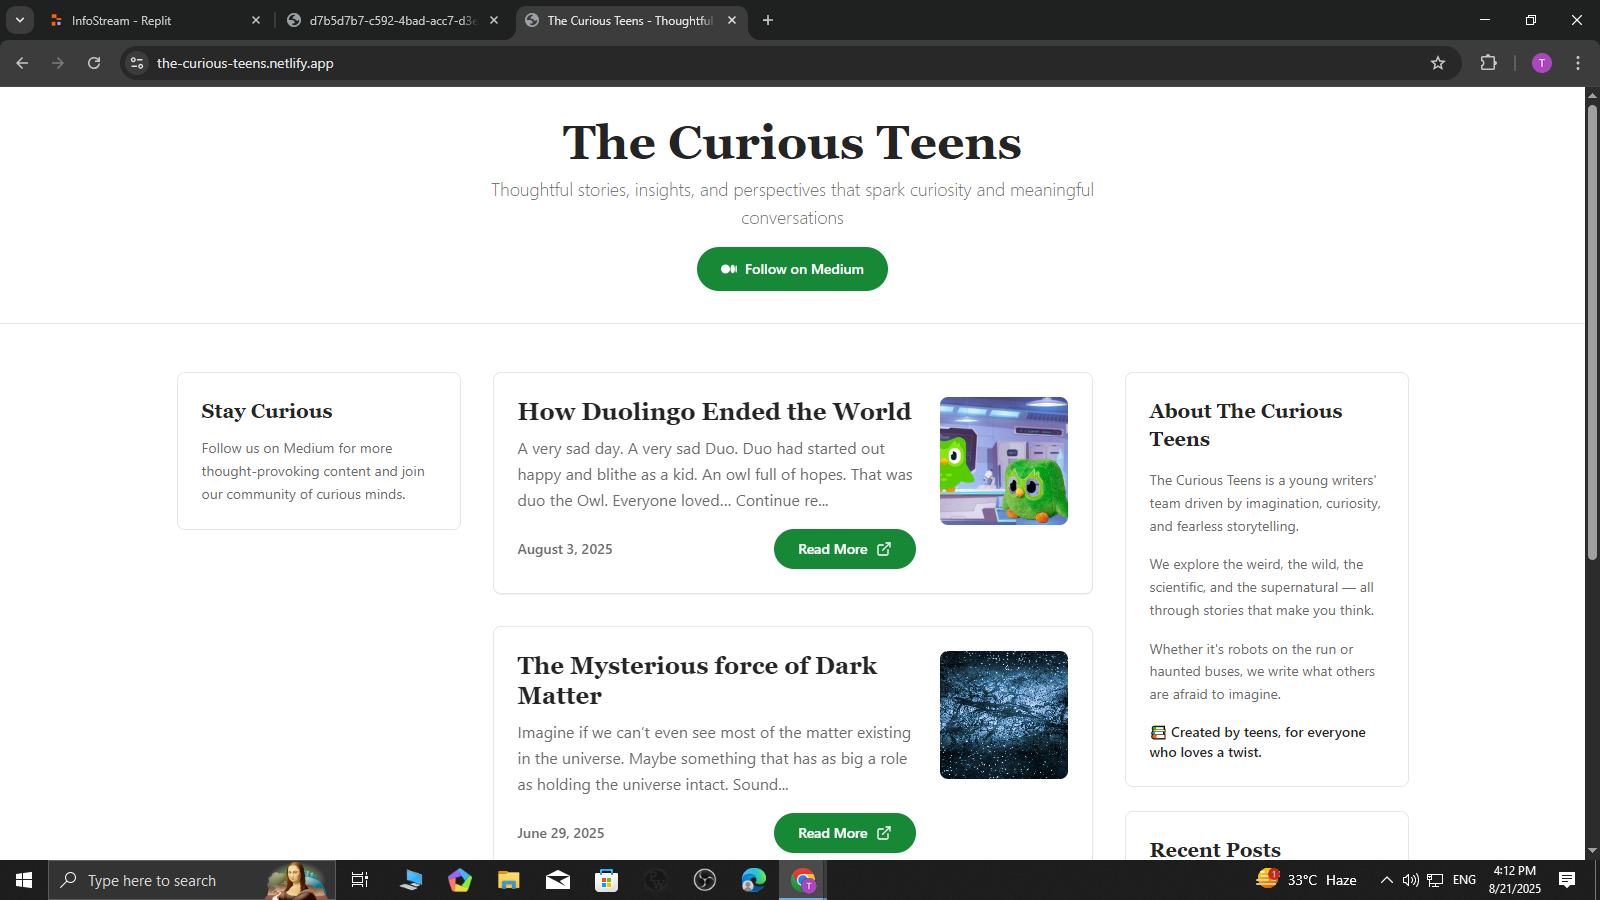 InfoStream - Replit
d7b5d7b7-c592-4bad-acc7-d3e
The Curious Teens - Thoughtful
the-curious-teens.netlify.app
T
The Curious Teens
Thoughtful stories, insights, and perspectives that spark curiosity and meaningful
conversations
Follow on Medium
Stay Curious
Follow us on Medium for more
thought-provoking content and join
our community of curious minds.
How Duolingo Ended the World
A very sad day. A very sad Duo. Duo had started out
happy and blithe as a kid. An owl full of hopes. That was
duo the Owl. Everyone loved... Continue re...
August 3, 2025
Read More
The Mysterious force of Dark
Matter
Imagine if we can’t even see most of the matter existing
in the universe. Maybe something that has as big a role
as holding the universe intact. Sound...
June 29, 2025
Read More
About The Curious
Teens
The Curious Teens is a young writers'
team driven by imagination, curiosity,
and fearless storytelling.
We explore the weird, the wild, the
scientific, and the supernatural — all
through stories that make you think.
Whether it's robots on the run or
haunted buses, we write what others
are afraid to imagine.
📚 Created by teens, for everyone
who loves a twist.
Recent Posts
Type here to search
T
1
33°C Haze
ENG
4:12 PM
8/21/2025